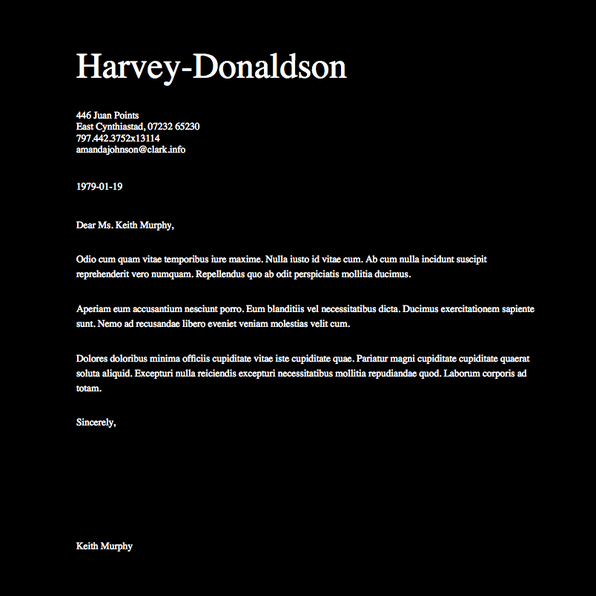 Harvey-Donaldson
446 Juan Points
East Cynthiastad, 07232 65230
797.442.3752x13114
amandajohnson@clark.info
1979-01-19
Dear Ms. Keith Murphy,
Odio cum quam vitae temporibus iure maxime. Nulla iusto id vitae cum. Ab cum nulla incidunt suscipit
reprehenderit vero numquam. Repellendus quo ab odit perspiciatis mollitia ducimus.
Aperiam eum accusantium nesciunt porro. Eum blanditiis vel necessitatibus dicta. Ducimus exercitationem sapiente
sunt. Nemo ad recusandae libero eveniet veniam molestias velit cum.
Dolores doloribus minima officiis cupiditate vitae iste cupiditate quae. Pariatur magni cupiditate cupiditate quaerat
soluta aliquid. Excepturi nulla reiciendis excepturi necessitatibus mollitia repudiandae quod. Laborum corporis ad
totam.
Sincerely,
Keith Murphy